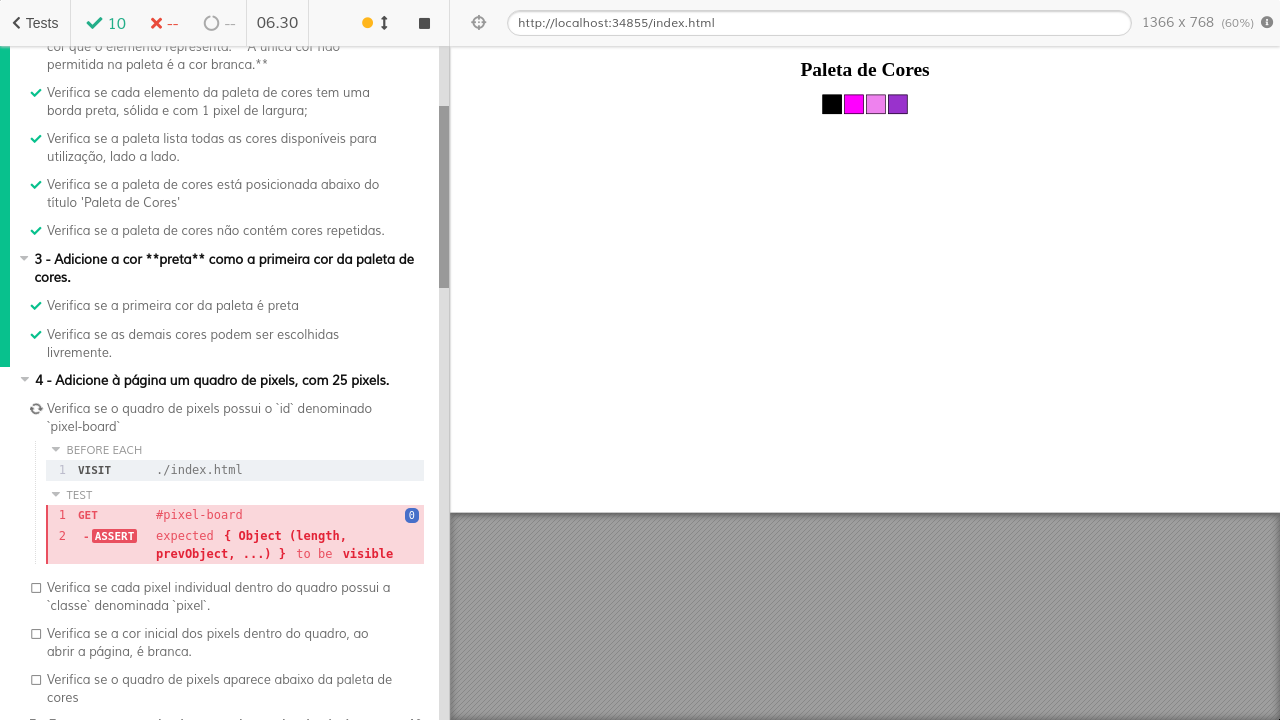 Tests 10 -- -- 06.30
http://localhost:34855/index.html 1366 x 768 (60%)
cor que o elemento representa. **A única cor não
permitida na paleta é a cor branca.**
Verifica se cada elemento da paleta de cores tem uma
borda preta, sólida e com 1 pixel de largura;
Verifica se a paleta lista todas as cores disponíveis para
utilização, lado a lado.
Verifica se a paleta de cores está posicionada abaixo do
título 'Paleta de Cores'
Verifica se a paleta de cores não contém cores repetidas.
3 - Adicione a cor **preta** como a primeira cor da paleta de
cores.
Verifica se a primeira cor da paleta é preta
Verifica se as demais cores podem ser escolhidas
livremente.
4 - Adicione à página um quadro de pixels, com 25 pixels.
Verifica se o quadro de pixels possui o `id` denominado
`pixel-board`
BEFORE EACH
1 VISIT ./index.html
TEST
1 GET #pixel-board 0
2 -ASSERT expected { Object (length,
prevObject, ...) } to be visible
Verifica se cada pixel individual dentro do quadro possui a
`classe` denominada `pixel`.
Verifica se a cor inicial dos pixels dentro do quadro, ao
abrir a página, é branca.
Verifica se o quadro de pixels aparece abaixo da paleta de
cores
Paleta de Cores